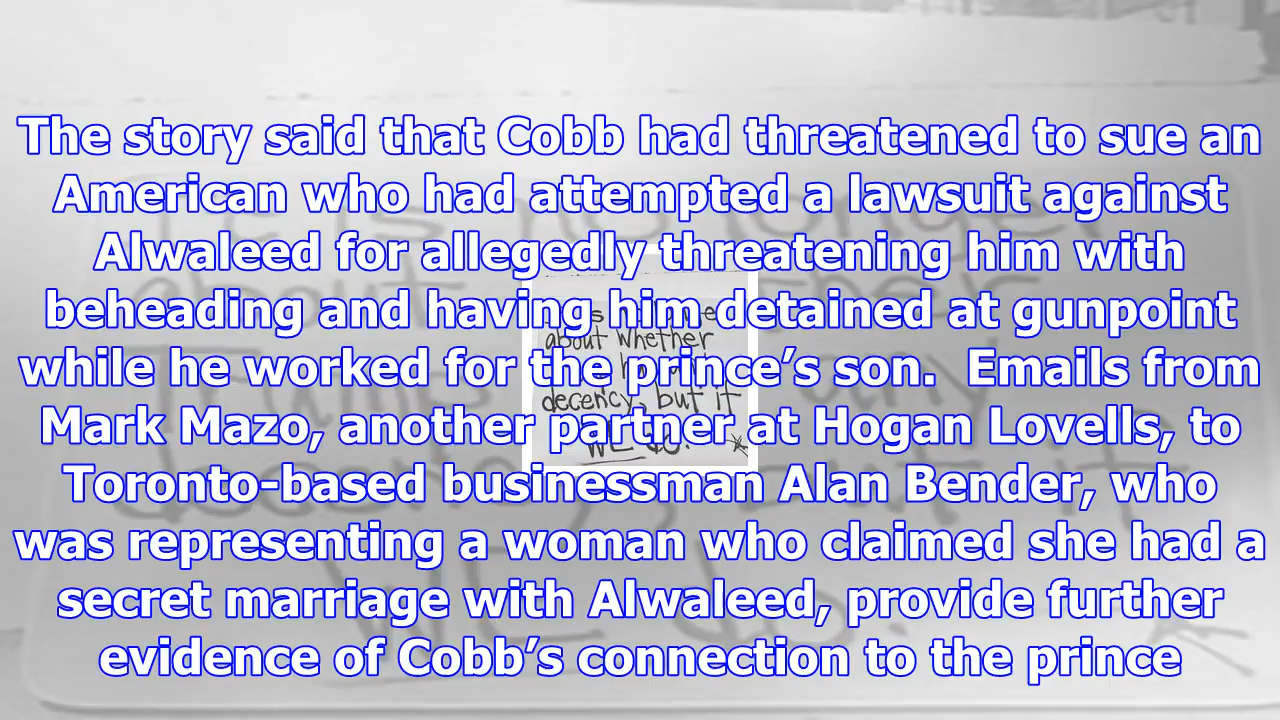 The story said that Cobb had threatened to sue an
American who had attempted a lawsuit against
Alwaleed for allegedly threatening him with
beheading and having him detained at gunpoint
while he worked for the prince’s son.  Emails from
Mark Mazo, another partner at Hogan Lovells, to
Toronto-based businessman Alan Bender, who
was representing a woman who claimed she had a
secret marriage with Alwaleed, provide further
evidence of Cobb’s connection to the prince
about whether
decency, but it
WE do.